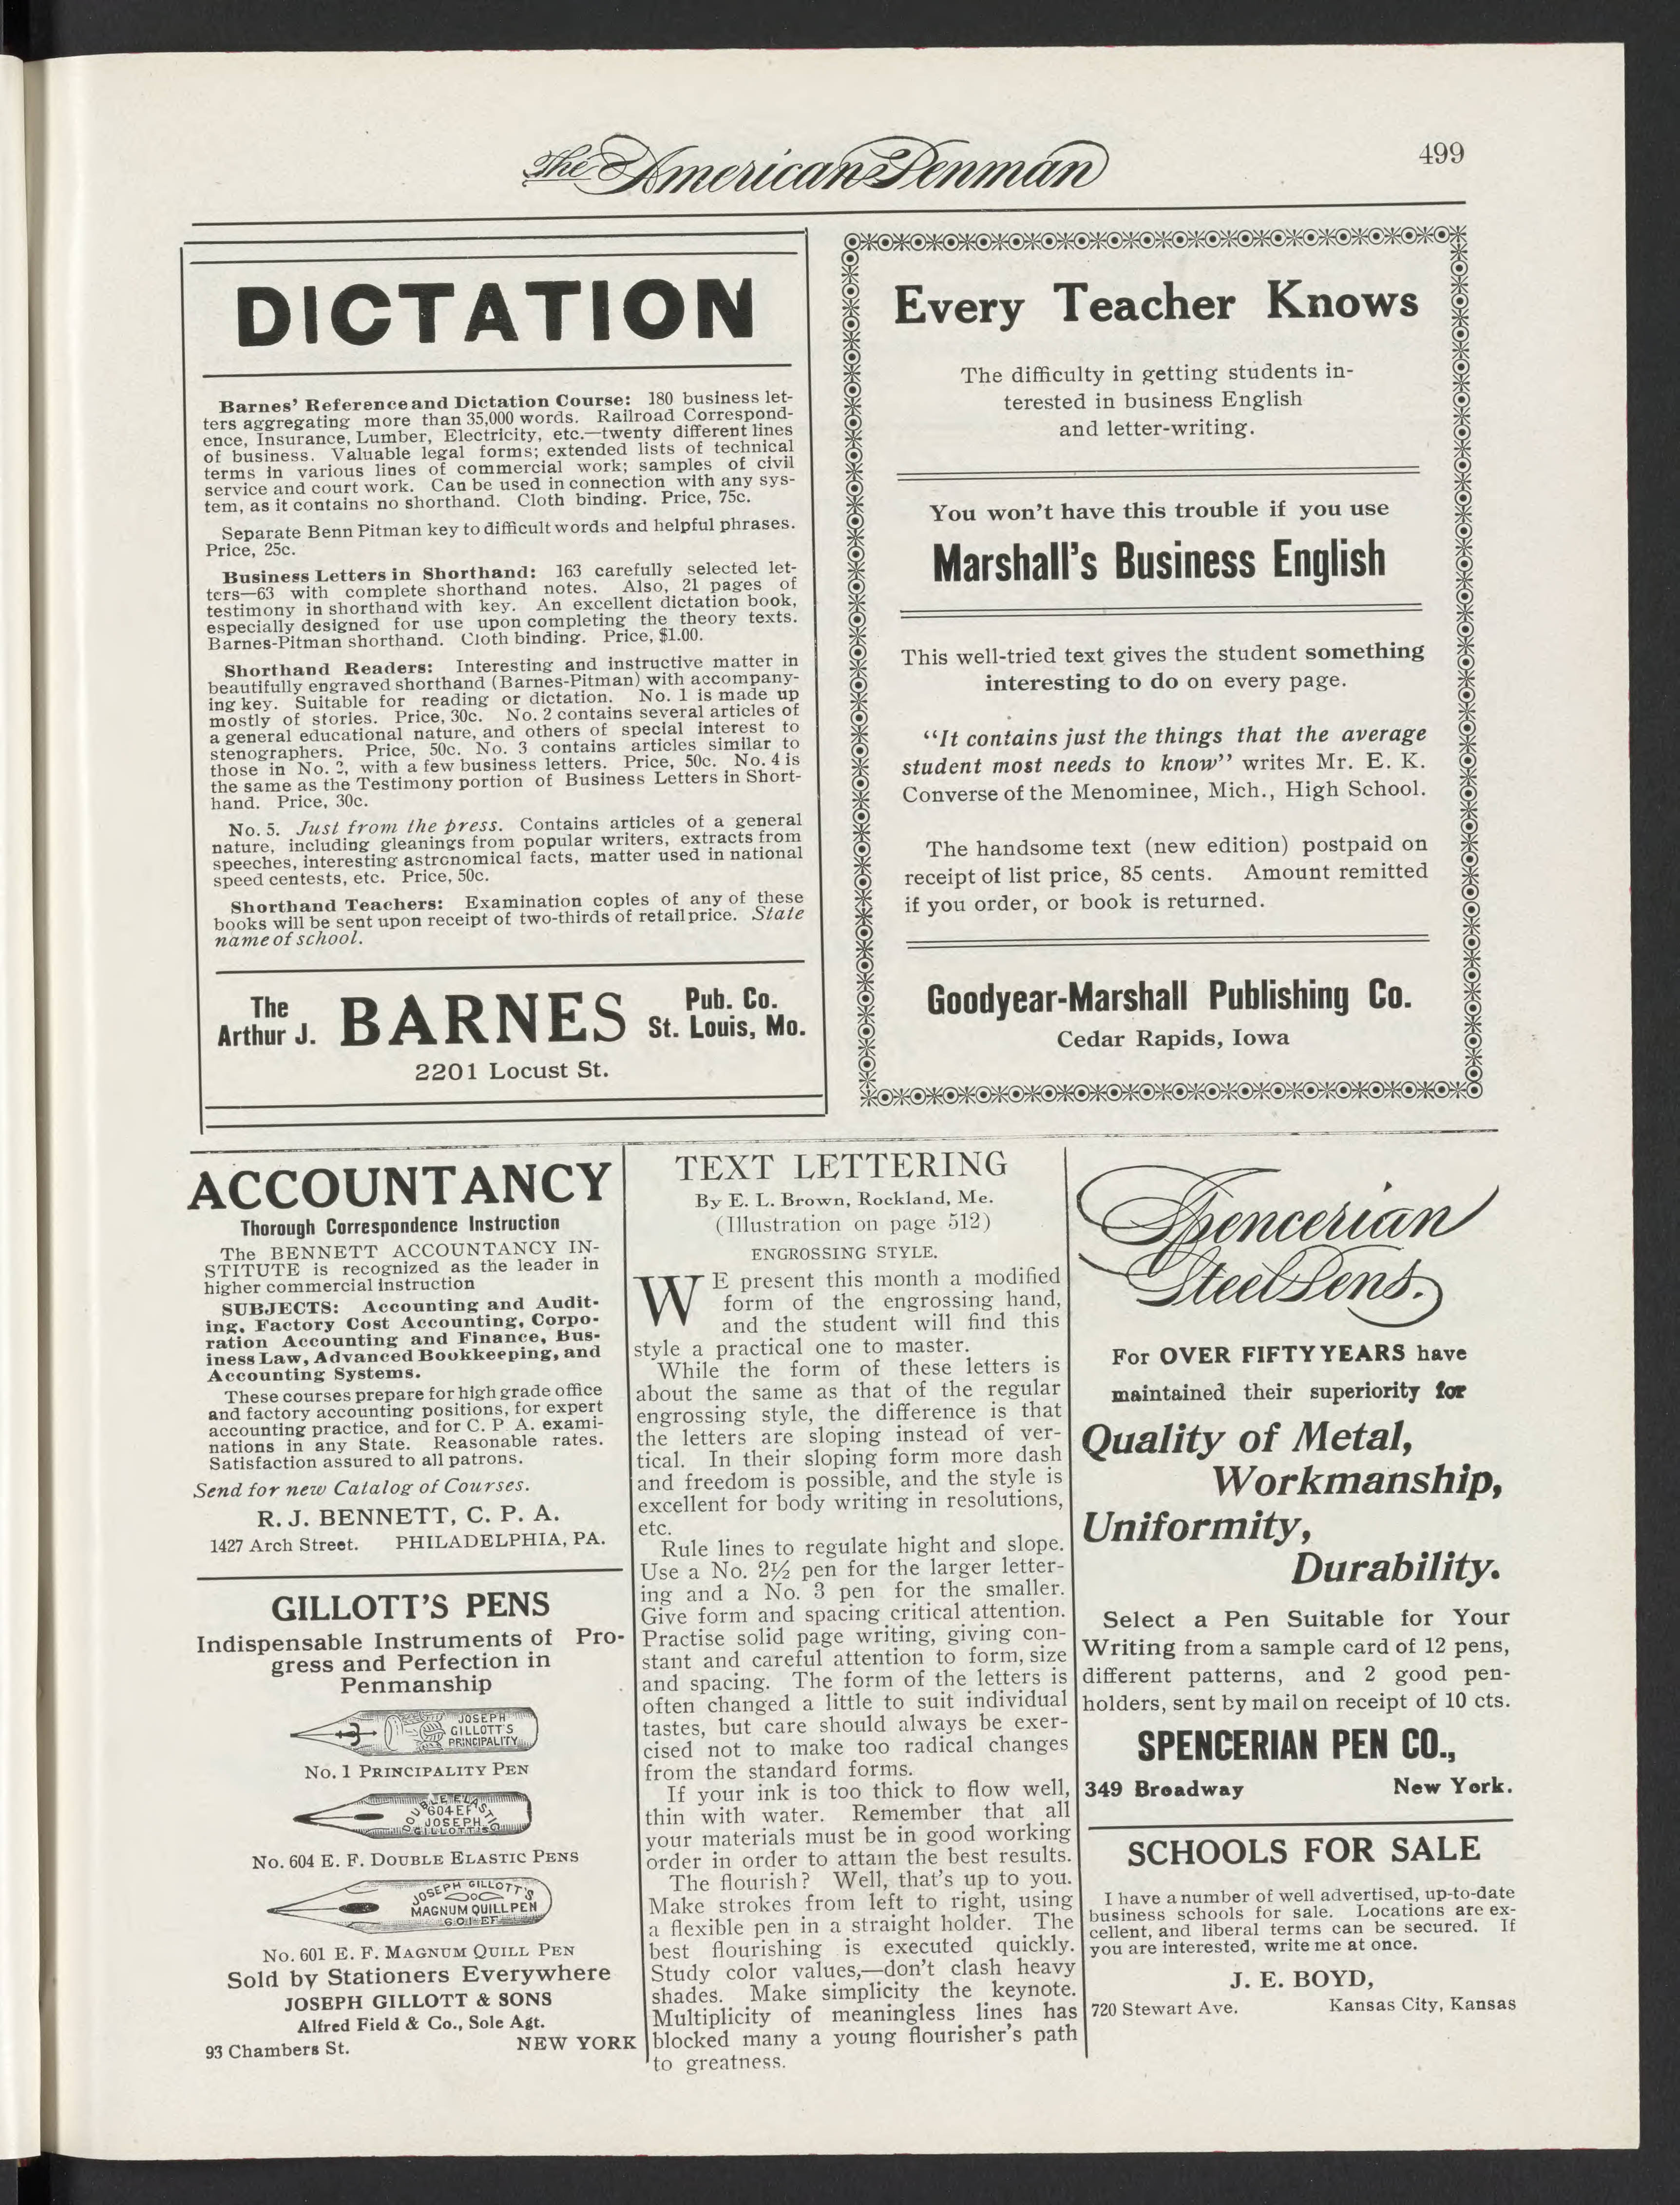 The American Penman
499
DICTATION
Barnes' Reference and Dictation Course: 180 business let-
ters aggregating more than 35,000 words. Railroad Correspond-
ence, Insurance, Lumber, Electricity, etc.—twenty different lines
of business. Valuable legal forms; extended lists of technical
terms in various lines of commercial work; samples of civil
service and court work. Can be used in connection with any sys-
tem, as it contains no shorthand. Cloth binding. Price, 75c.
Separate Benn Pitman key to difficult words and helpful phrases.
Price, 25c.
Business Letters in Shorthand: 163 carefully selected let-
ters—63 with complete shorthand notes. Also, 21 pages of
testimony in shorthand with key. An excellent dictation book,
especially designed for use upon completing the theory texts.
Barnes-Pitman shorthand. Cloth binding. Price, $1.00.
Shorthand Readers: Interesting and instructive matter in
beautifully engraved shorthand (Barnes-Pitman) with accompany-
ing key. Suitable for reading or dictation. No. 1 is made up
mostly of stories. Price, 30c. No. 2 contains several articles of
a general educational nature, and others of special interest to
stenographers. Price, 50c. No. 3 contains articles similar to
those in No. 2, with a few business letters. Price, 50c. No. 4 is
the same as the Testimony portion of Business Letters in Short-
hand. Price, 30c.
No. 5. Just from the press. Contains articles of a general
nature, including gleanings from popular writers, extracts from
speeches, interesting astronomical facts, matter used in national
speed centests, etc. Price, 50c.
Shorthand Teachers: Examination copies of any of these
books will be sent upon receipt of two-thirds of retail price. State
name of school.
The
Arthur J.
BARNES
Pub. Co.
St. Louis, Mo.
2201 Locust St.
Every Teacher Knows
The difficulty in getting students in-
terested in business English
and letter-writing.
You won't have this trouble if you use
Marshall's Business English
This well-tried text gives the student something
interesting to do on every page.
"It contains just the things that the average
student most needs to know" writes Mr. E. K.
Converse of the Menominee, Mich., High School.
The handsome text (new edition) postpaid on
receipt of list price, 85 cents. Amount remitted
if you order, or book is returned.
Goodyear-Marshall Publishing Co.
Cedar Rapids, Iowa
ACCOUNTANCY
Thorough Correspondence Instruction
The BENNETT ACCOUNTANCY IN-
STITUTE is recognized as the leader in
higher commercial instruction
SUBJECTS: Accounting and Audit-
ing, Factory Cost Accounting, Corpo-
ration Accounting and Finance, Bus-
iness Law, Advanced Bookkeeping, and
Accounting Systems.
These courses prepare for high grade office
and factory accounting positions, for expert
accounting practice, and for C. P A. exami-
nations in any State. Reasonable rates.
Satisfaction assured to all patrons.
Send for new Catalog of Courses.
R. J. BENNETT, C. P. A.
1427 Arch Street. PHILADELPHIA, PA.
GILLOTT'S PENS
Indispensable Instruments of Pro-
gress and Perfection in
Penmanship
JOSEPH
GILLOTT'S
PRINCIPALITY
No. 1 PRINCIPALITY PEN
DOUBLE ELASTIC
604 EF
JOSEPH
GILLOTT'S
No. 604 E. F. DOUBLE ELASTIC PENS
JOSEPH GILLOTT'S
MAGNUM QUILL PEN
601 EF
No. 601 E. F. MAGNUM QUILL PEN
Sold by Stationers Everywhere
JOSEPH GILLOTT & SONS
Alfred Field & Co., Sole Agt.
93 Chambers St. NEW YORK
TEXT LETTERING
By E. L. Brown, Rockland, Me.
(Illustration on page 512)
ENGROSSING STYLE.
WE present this month a modified
form of the engrossing hand,
and the student will find this
style a practical one to master.
While the form of these letters is
about the same as that of the regular
engrossing style, the difference is that
the letters are sloping instead of ver-
tical. In their sloping form more dash
and freedom is possible, and the style is
excellent for body writing in resolutions,
etc.
Rule lines to regulate hight and slope.
Use a No. 2½ pen for the larger letter-
ing and a No. 3 pen for the smaller.
Give form and spacing critical attention.
Practise solid page writing, giving con-
stant and careful attention to form, size
and spacing. The form of the letters is
often changed a little to suit individual
tastes, but care should always be exer-
cised not to make too radical changes
from the standard forms.
If your ink is too thick to flow well,
thin with water. Remember that all
your materials must be in good working
order in order to attain the best results.
The flourish? Well, that's up to you.
Make strokes from left to right, using
a flexible pen in a straight holder. The
best flourishing is executed quickly.
Study color values,—don't clash heavy
shades. Make simplicity the keynote.
Multiplicity of meaningless lines has
blocked many a young flourisher's path
to greatness.
Spencerian
Steel Pens.
For OVER FIFTY YEARS have
maintained their superiority for
Quality of Metal,
Workmanship,
Uniformity,
Durability.
Select a Pen Suitable for Your
Writing from a sample card of 12 pens,
different patterns, and 2 good pen-
holders, sent by mail on receipt of 10 cts.
SPENCERIAN PEN CO.,
349 Broadway New York.
SCHOOLS FOR SALE
I have a number of well advertised, up-to-date
business schools for sale. Locations are ex-
cellent, and liberal terms can be secured. If
you are interested, write me at once.
J. E. BOYD,
720 Stewart Ave. Kansas City, Kansas